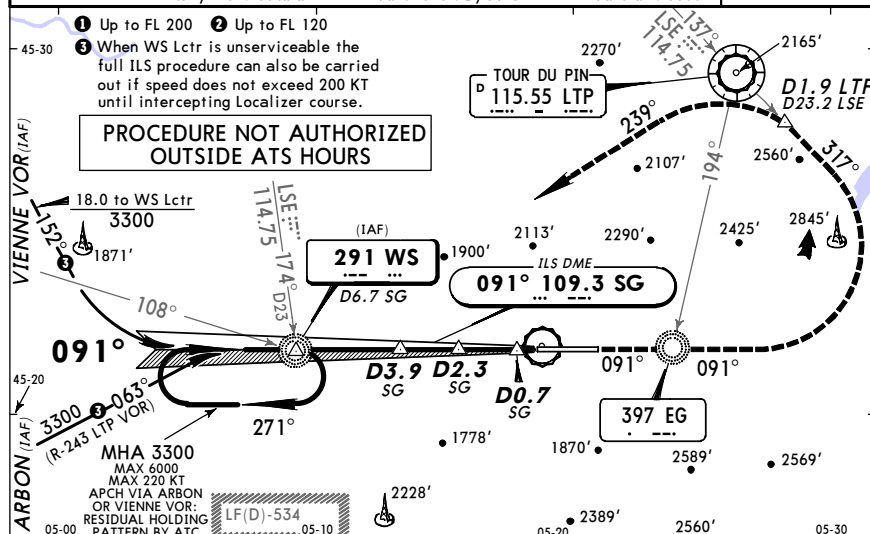 1 Up to FL 200 2 Up to FL 120
3 When WS Lctr is unserviceable the
full ILS procedure can also be carried
out if speed does not exceed 200 KT
until intercepting Localizer course.
PROCEDURE NOT AUTHORIZED
OUTSIDE ATS HOURS
45-30
137°
LSE
114.75
2270'
2165'
TOUR DU PIN
D 115.55 LTP
D1.9 LTP
D23.2 LSE
239°
317°
194°
2107'
2560'
VIENNE VOR (IAF)
18.0 to WS Lctr
3300
152°
3
1871'
LSE
114.75
174°
D23
(IAF)
291 WS
D6.7 SG
1900'
2113'
2290'
2425'
2845'
ILS DME
091° 109.3 SG
108°
091°
D3.9
SG
D2.3
SG
D0.7
SG
091°
091°
397 EG
45-20
3300 3 063°
(R-243 LTP VOR)
271°
ARBON (IAF)
MHA 3300
MAX 6000
MAX 220 KT
APCH VIA ARBON
OR VIENNE VOR:
RESIDUAL HOLDING
PATTERN BY ATC
LF(D)-534
1778'
1870'
2589'
2569'
2228'
2389'
2560'
05-00
05-10
05-20
05-30